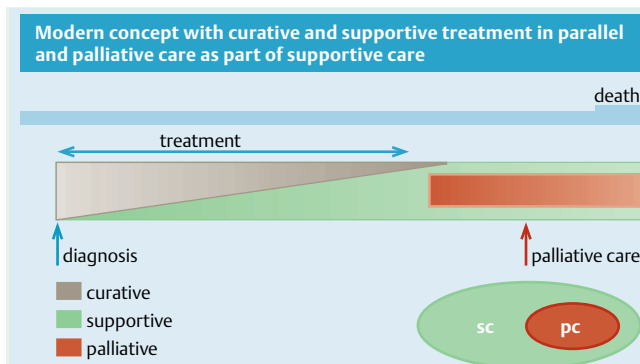 Modern concept with curative and supportive treatment in parallel
and palliative care as part of supportive care
death
treatment
diagnosis
palliative care
curative
supportive
palliative
sc
pc